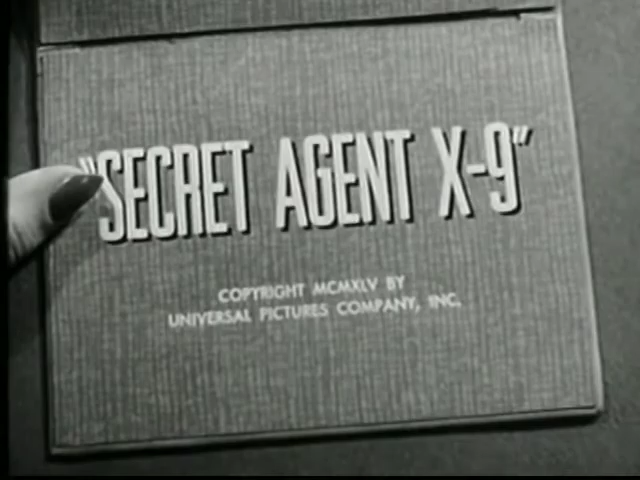 "SECRET AGENT X-9"
COPYRIGHT MCMXLV BY
UNIVERSAL PICTURES COMPANY, INC.